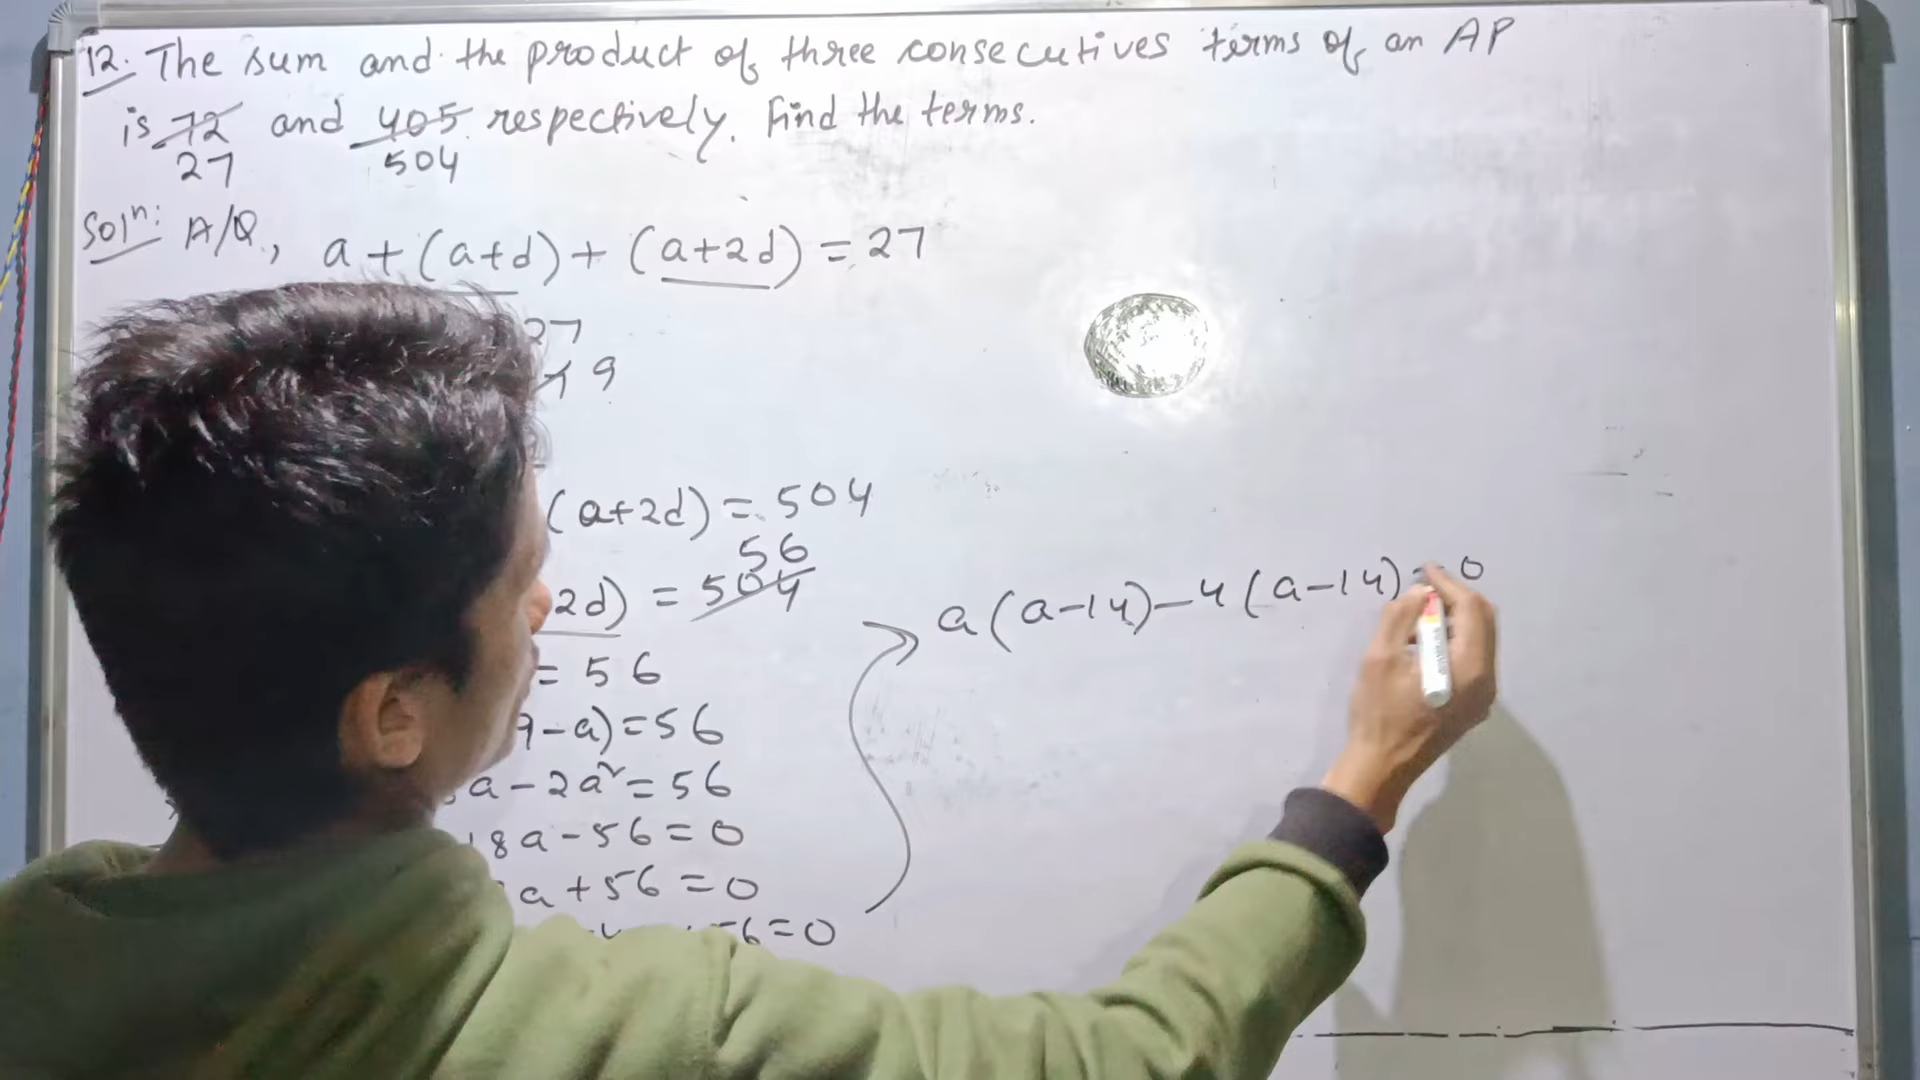 12. The sum and the product of three consecutives terms of an AP
is 72 and 405 respectively. Find the terms.
27 504
Solⁿ: A/Q, a + (a+d) + (a+2d) = 27
27
9
(a+2d) = 504
56
2d) = 504
= 56
9-a) = 56
a - 2a² = 56
18a - 56 = 0
a + 56 = 0
56 = 0
a(a-14) - 4(a-14) = 0